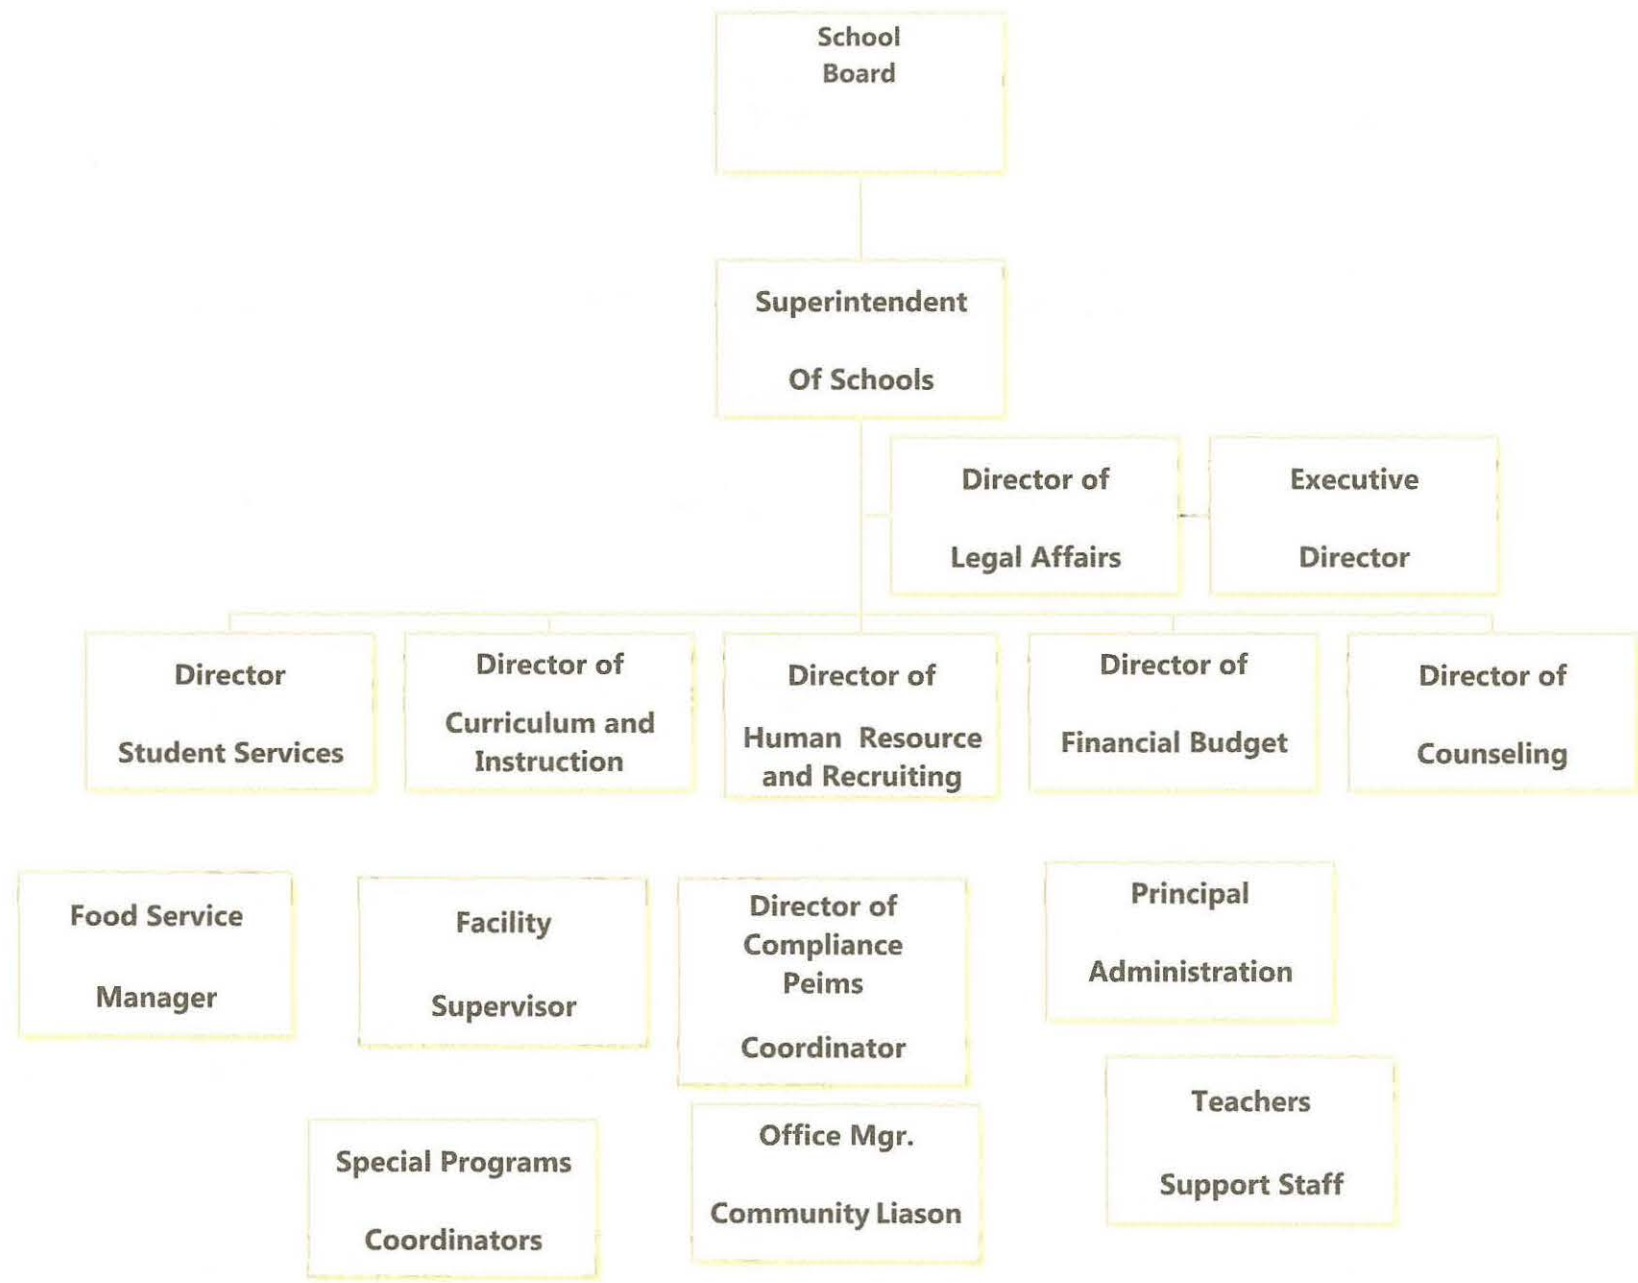 School
Board
Superintendent
Of Schools
Director of
Legal Affairs
Executive
Director
Director
Student Services
Director of
Curriculum and
Instruction
Director of
Human Resource
and Recruiting
Director of
Financial Budget
Director of
Counseling
Food Service
Manager
Facility
Supervisor
Director of
Compliance
Peims
Coordinator
Principal
Administration
Special Programs
Coordinators
Office Mgr.
Community Liason
Teachers
Support Staff